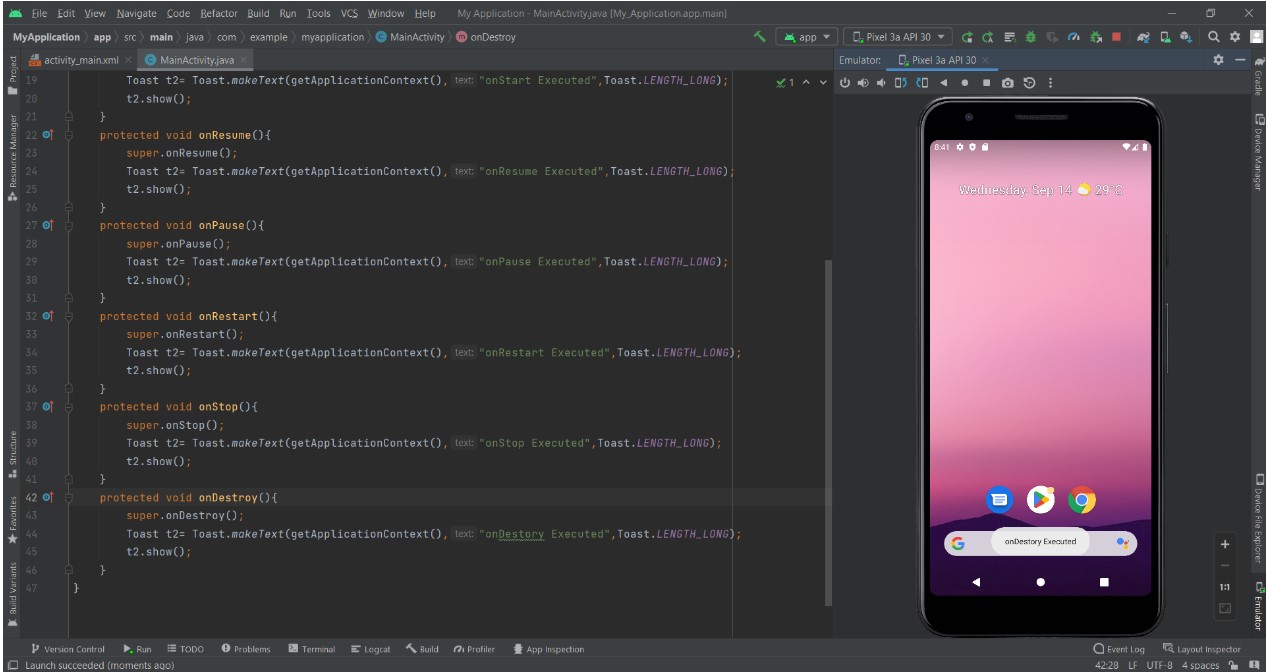 File Edit View Navigate Code Refactor Build Run Tools VCS Window Help My Application - MainActivity.java [My_Application.app.main]
MyApplication app src main java com example myapplication MainActivity onDestroy app Pixel 3a API 30
activity_main.xml MainActivity.java Emulator: Pixel 3a API 30
Project
Resource Manager
Structure
Favorites
Build Variants
19 Toast t2= Toast.makeText(getApplicationContext(), text: "onStart Executed",Toast.LENGTH_LONG);
20 t2.show();
21 }
22 protected void onResume(){
23 super.onResume();
24 Toast t2= Toast.makeText(getApplicationContext(), text: "onResume Executed",Toast.LENGTH_LONG);
25 t2.show();
26 }
27 protected void onPause(){
28 super.onPause();
29 Toast t2= Toast.makeText(getApplicationContext(), text: "onPause Executed",Toast.LENGTH_LONG);
30 t2.show();
31 }
32 protected void onRestart(){
33 super.onRestart();
34 Toast t2= Toast.makeText(getApplicationContext(), text: "onRestart Executed",Toast.LENGTH_LONG);
35 t2.show();
36 }
37 protected void onStop(){
38 super.onStop();
39 Toast t2= Toast.makeText(getApplicationContext(), text: "onStop Executed",Toast.LENGTH_LONG);
40 t2.show();
41 }
42 protected void onDestroy(){
43 super.onDestroy();
44 Toast t2= Toast.makeText(getApplicationContext(), text: "onDestory Executed",Toast.LENGTH_LONG);
45 t2.show();
46 }
47 }
1
8:41
Wednesday, Sep 14 29°C
onDestory Executed
1:1
Gradle
Device Manager
Device File Explorer
Emulator
Version Control Run TODO Problems Terminal Logcat Build Profiler App Inspection Event Log Layout Inspector
Launch succeeded (moments ago) 42:28 LF UTF-8 4 spaces